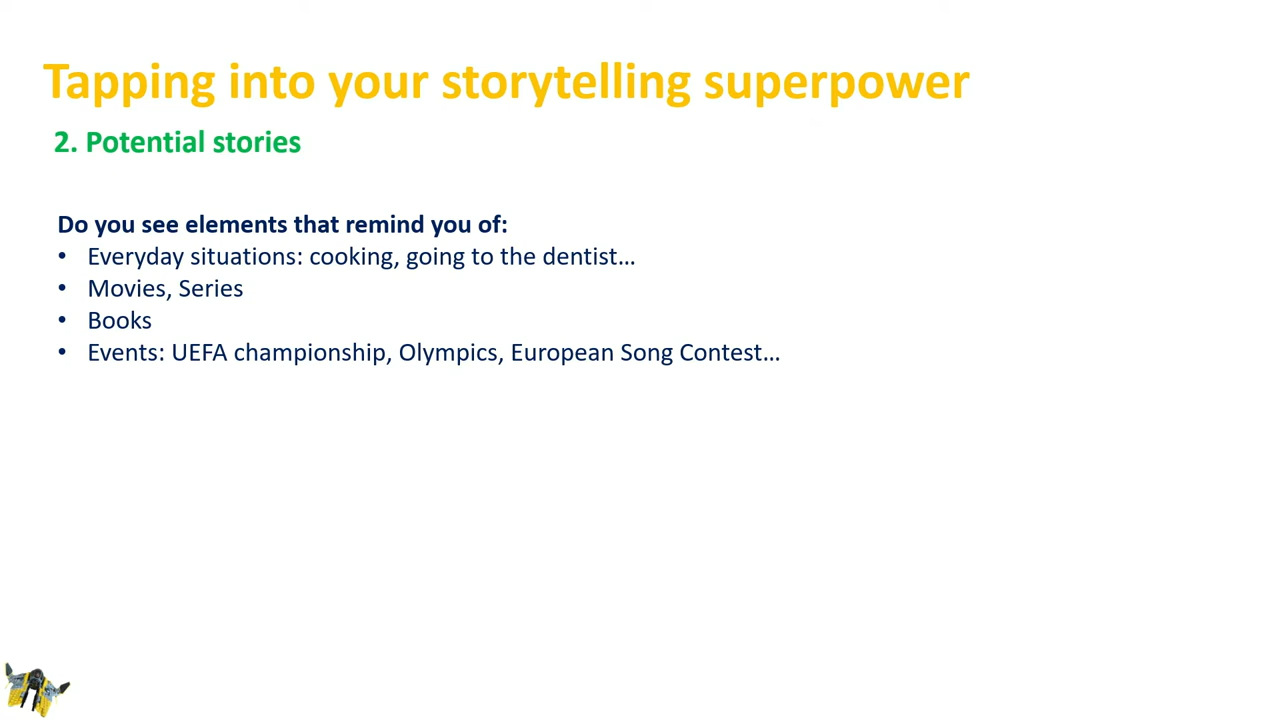 Tapping into your storytelling superpower
2. Potential stories
Do you see elements that remind you of:
• Everyday situations: cooking, going to the dentist…
• Movies, Series
• Books
• Events: UEFA championship, Olympics, European Song Contest…